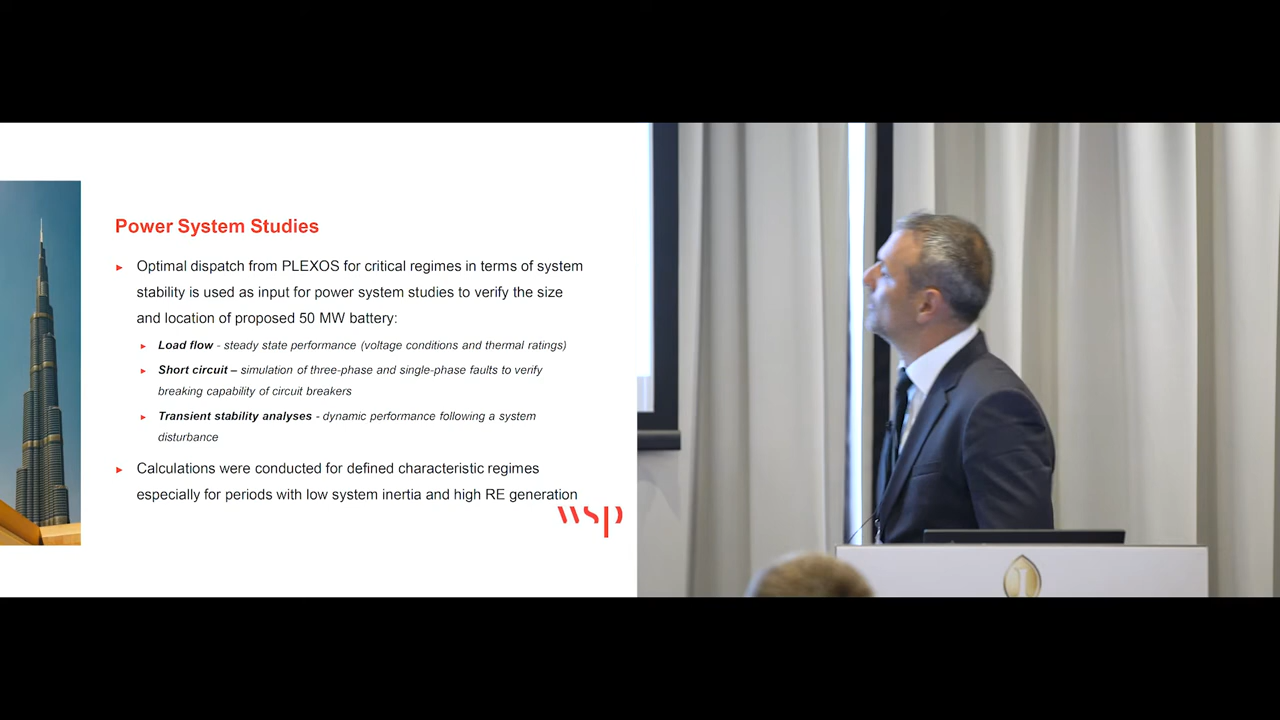 Power System Studies
Optimal dispatch from PLEXOS for critical regimes in terms of system
stability is used as input for power system studies to verify the size
and location of proposed 50 MW battery:
Load flow - steady state performance (voltage conditions and thermal ratings)
Short circuit – simulation of three-phase and single-phase faults to verify
breaking capability of circuit breakers
Transient stability analyses - dynamic performance following a system
disturbance
Calculations were conducted for defined characteristic regimes
especially for periods with low system inertia and high RE generation
wsp